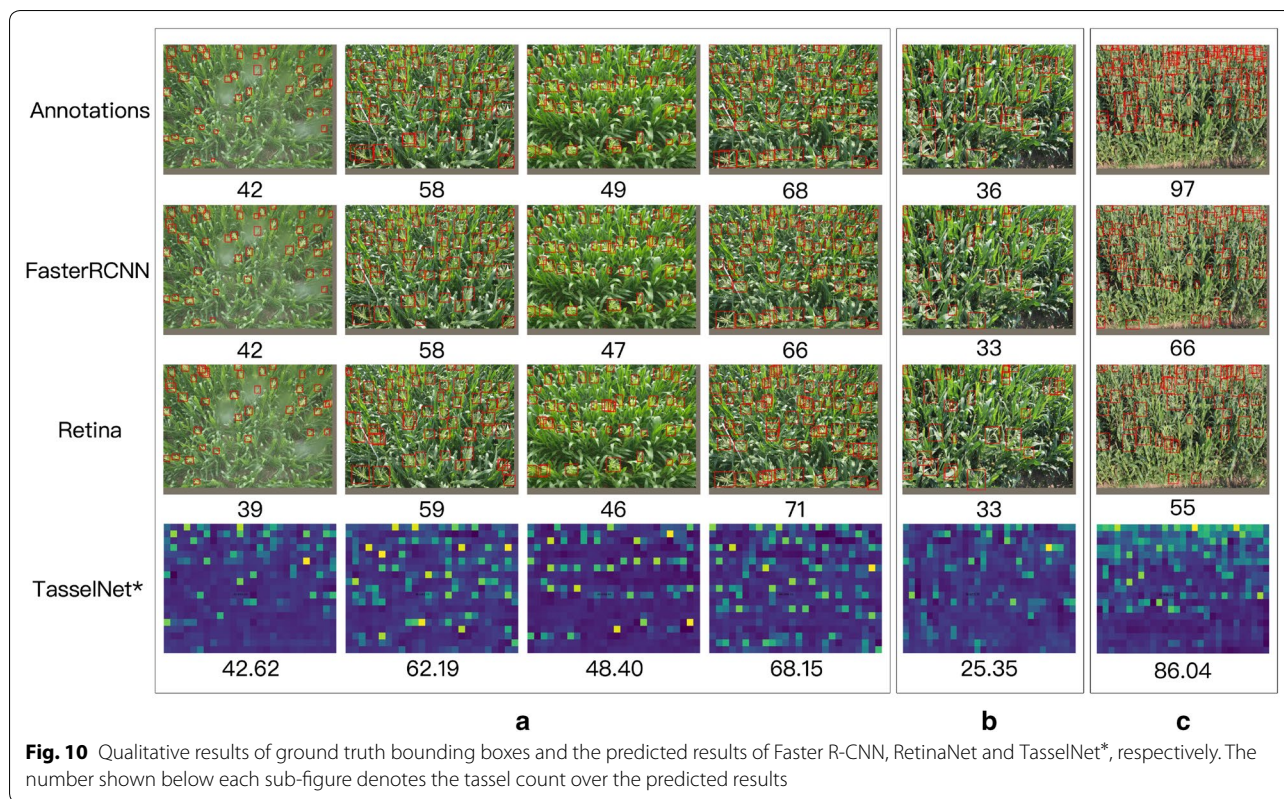 Annotations
42 58 49 68 36 97
FasterRCNN
42 58 47 66 33 66
Retina
39 59 46 71 33 55
TasselNet*
42.62 62.19 48.40 68.15 25.35 86.04
a b c
Fig. 10 Qualitative results of ground truth bounding boxes and the predicted results of Faster R-CNN, RetinaNet and TasselNet*, respectively. The
number shown below each sub-figure denotes the tassel count over the predicted results